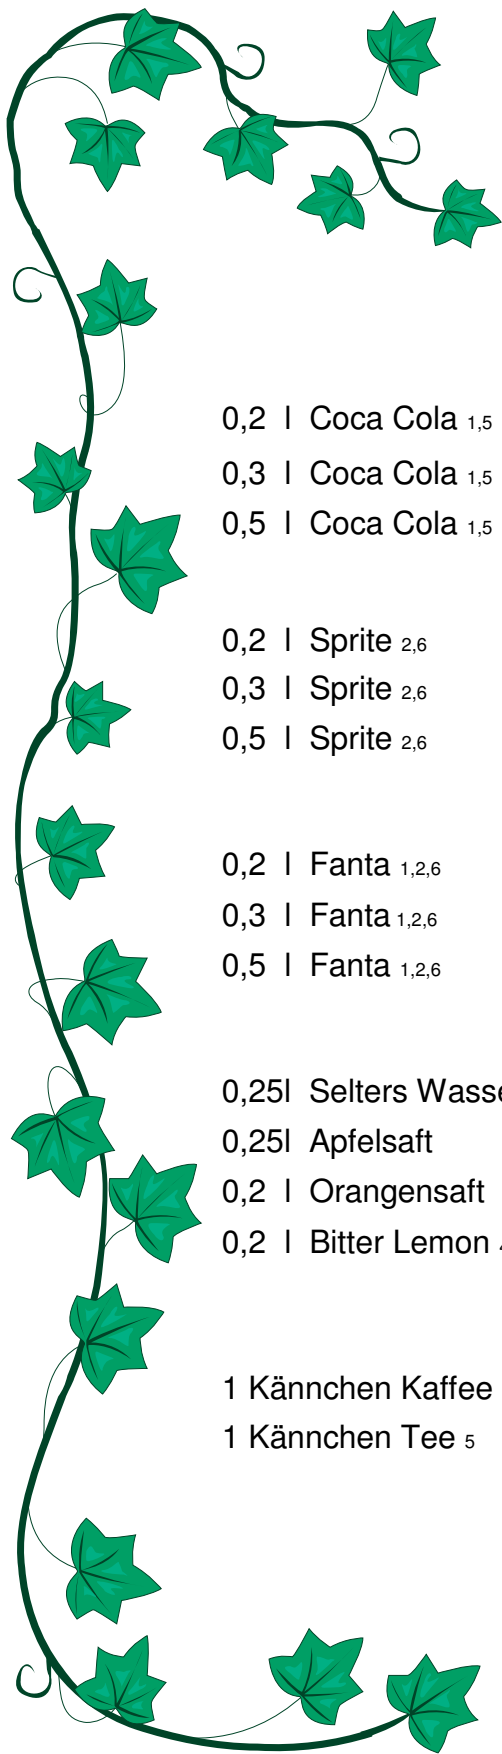 0,2 l Coca Cola 1,5
0,3 l Coca Cola 1,5
0,5 l Coca Cola 1,5
0,2 l Sprite 2,6
0,3 l Sprite 2,6
0,5 l Sprite 2,6
0,2 l Fanta 1,2,6
0,3 l Fanta 1,2,6
0,5 l Fanta 1,2,6
0,25l Selters Wasse
0,25l Apfelsaft
0,2 l Orangensaft
0,2 l Bitter Lemon
1 Kännchen Kaffee
1 Kännchen Tee 5